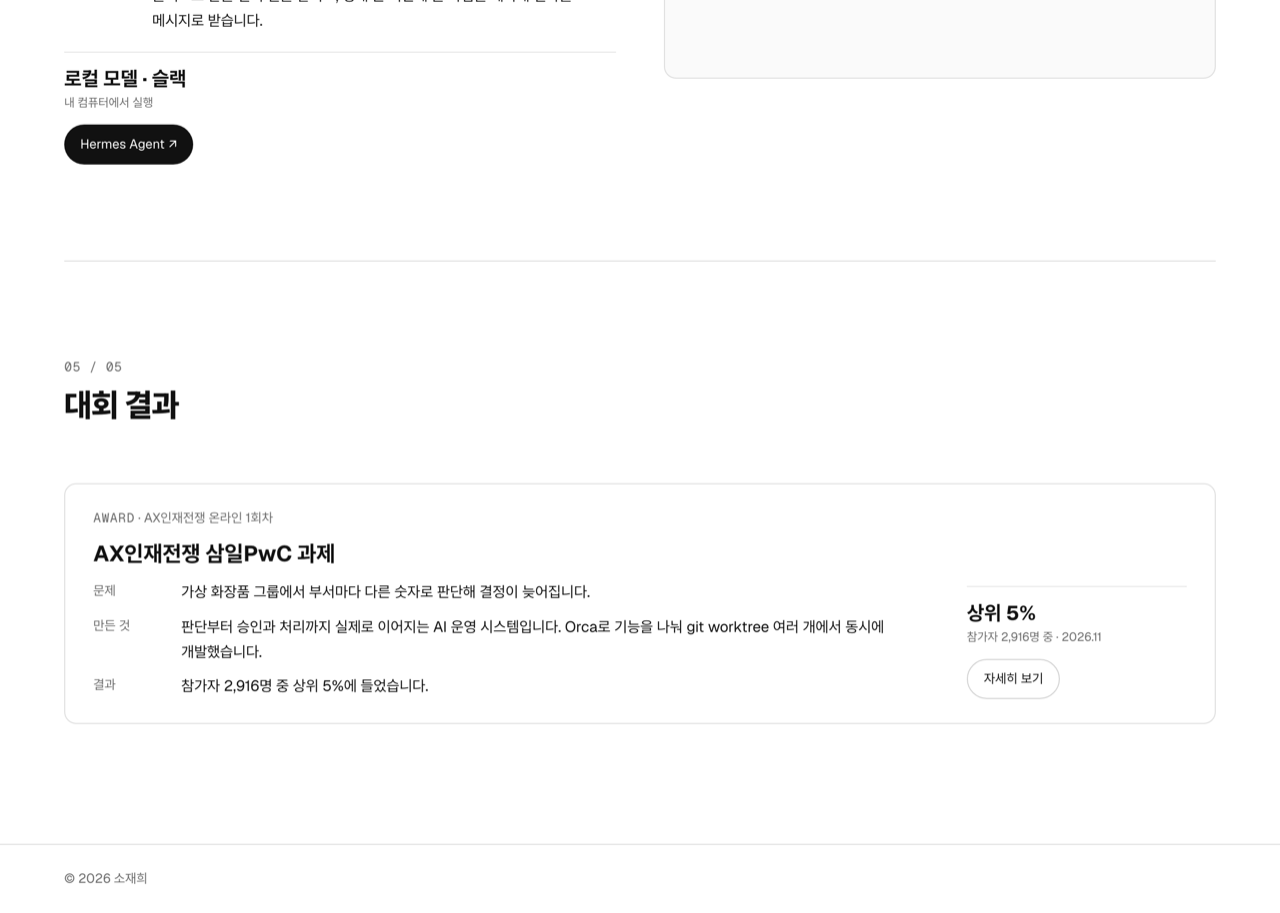 메시지로 받습니다.
로컬 모델 · 슬랙
내 컴퓨터에서 실행
Hermes Agent ↗
05 / 05
대회 결과
AWARD · AX인재전쟁 온라인 1회차
AX인재전쟁 삼일PwC 과제
문제 가상 화장품 그룹에서 부서마다 다른 숫자로 판단해 결정이 늦어집니다.
만든 것 판단부터 승인과 처리까지 실제로 이어지는 AI 운영 시스템입니다. Orca로 기능을 나눠 git worktree 여러 개에서 동시에
개발했습니다.
결과 참가자 2,916명 중 상위 5%에 들었습니다.
상위 5%
참가자 2,916명 중 · 2026.11
자세히 보기
© 2026 소재희